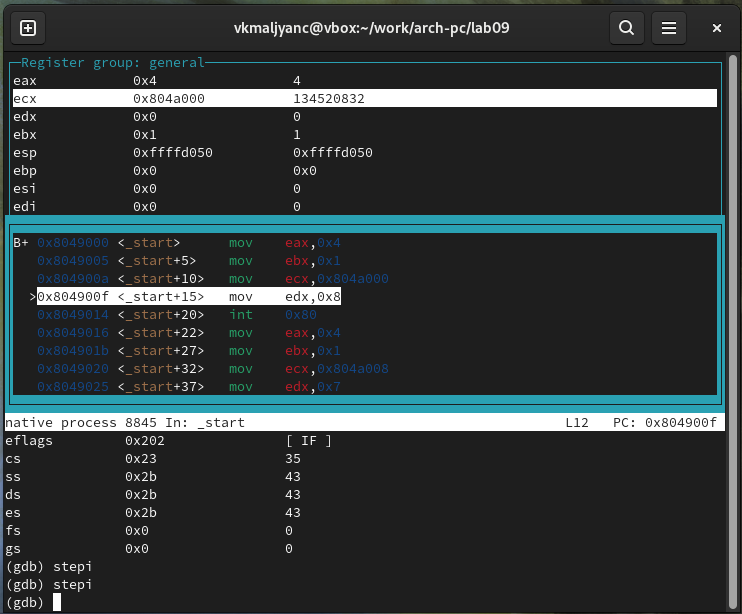 vkmaljyanc@vbox:~/work/arch-pc/lab09
Register group: general
eax 0x4 4
ecx 0x804a000 134520832
edx 0x0 0
ebx 0x1 1
esp 0xffffd050 0xffffd050
ebp 0x0 0x0
esi 0x0 0
edi 0x0 0
B+ 0x8049000 <_start> mov eax,0x4
0x8049005 <_start+5> mov ebx,0x1
0x804900a <_start+10> mov ecx,0x804a000
>0x804900f <_start+15> mov edx,0x8
0x8049014 <_start+20> int 0x80
0x8049016 <_start+22> mov eax,0x4
0x804901b <_start+27> mov ebx,0x1
0x8049020 <_start+32> mov ecx,0x804a008
0x8049025 <_start+37> mov edx,0x7
native process 8845 In: _start L12 PC: 0x804900f
eflags 0x202 [ IF ]
cs 0x23 35
ss 0x2b 43
ds 0x2b 43
es 0x2b 43
fs 0x0 0
gs 0x0 0
(gdb) stepi
(gdb) stepi
(gdb)